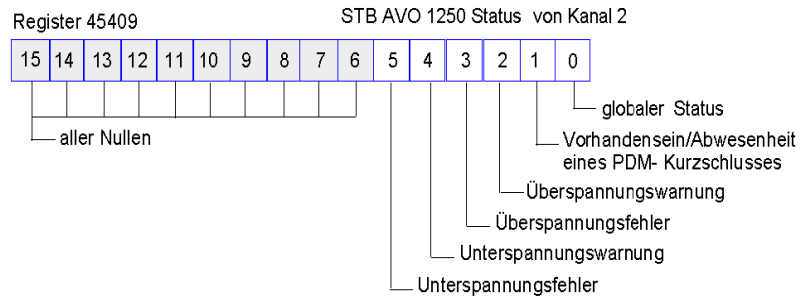 Register 45409
STB AVO 1250 Status von Kanal 2
15 14 13 12 11 10 9 8 7 6 5 4 3 2 1 0
globaler Status
aller Nullen
Vorhandensein/Abwesenheit
eines PDM- Kurzschlusses
Überspannungswarnung
Überspannungsfehler
Unterspannungswarnung
Unterspannungsfehler